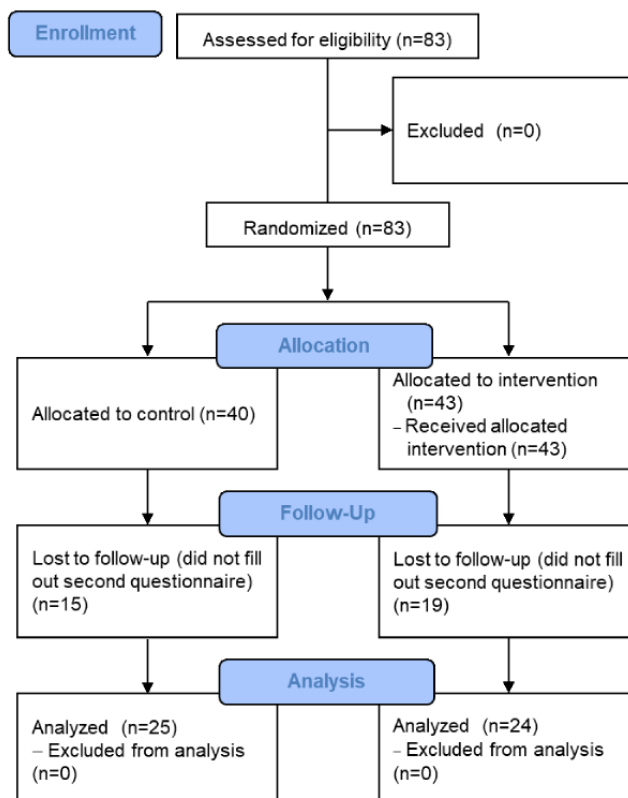 Enrollment
Assessed for eligibility (n=83)
Excluded (n=0)
Randomized (n=83)
Allocation
Allocated to control (n=40)
Allocated to intervention
(n=43)
– Received allocated
intervention (n=43)
Follow-Up
Lost to follow-up (did not fill
out second questionnaire)
(n=15)
Lost to follow-up (did not fill
out second questionnaire)
(n=19)
Analysis
Analyzed (n=25)
– Excluded from analysis
(n=0)
Analyzed (n=24)
– Excluded from analysis
(n=0)